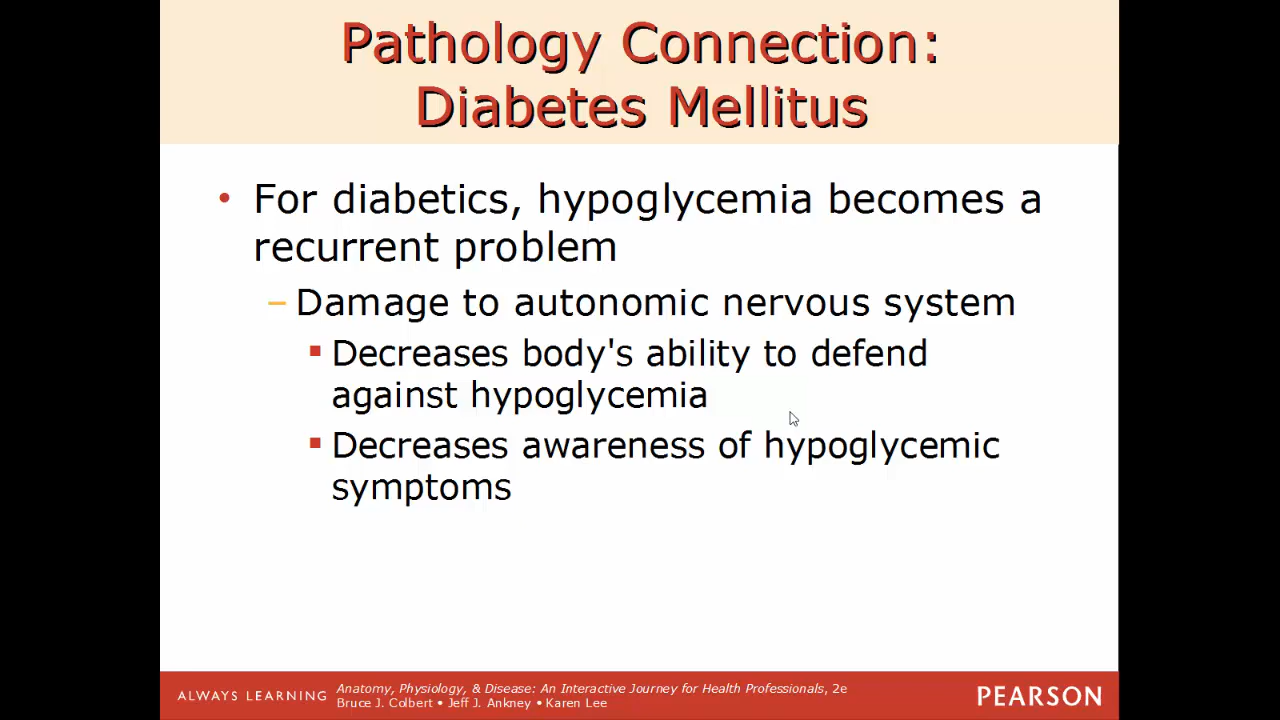 Pathology Connection:
Diabetes Mellitus
• For diabetics, hypoglycemia becomes a
recurrent problem
– Damage to autonomic nervous system
▪ Decreases body's ability to defend
against hypoglycemia
▪ Decreases awareness of hypoglycemic
symptoms
ALWAYS LEARNING
Anatomy, Physiology, & Disease: An Interactive Journey for Health Professionals, 2e
Bruce J. Colbert • Jeff J. Ankney • Karen Lee
PEARSON